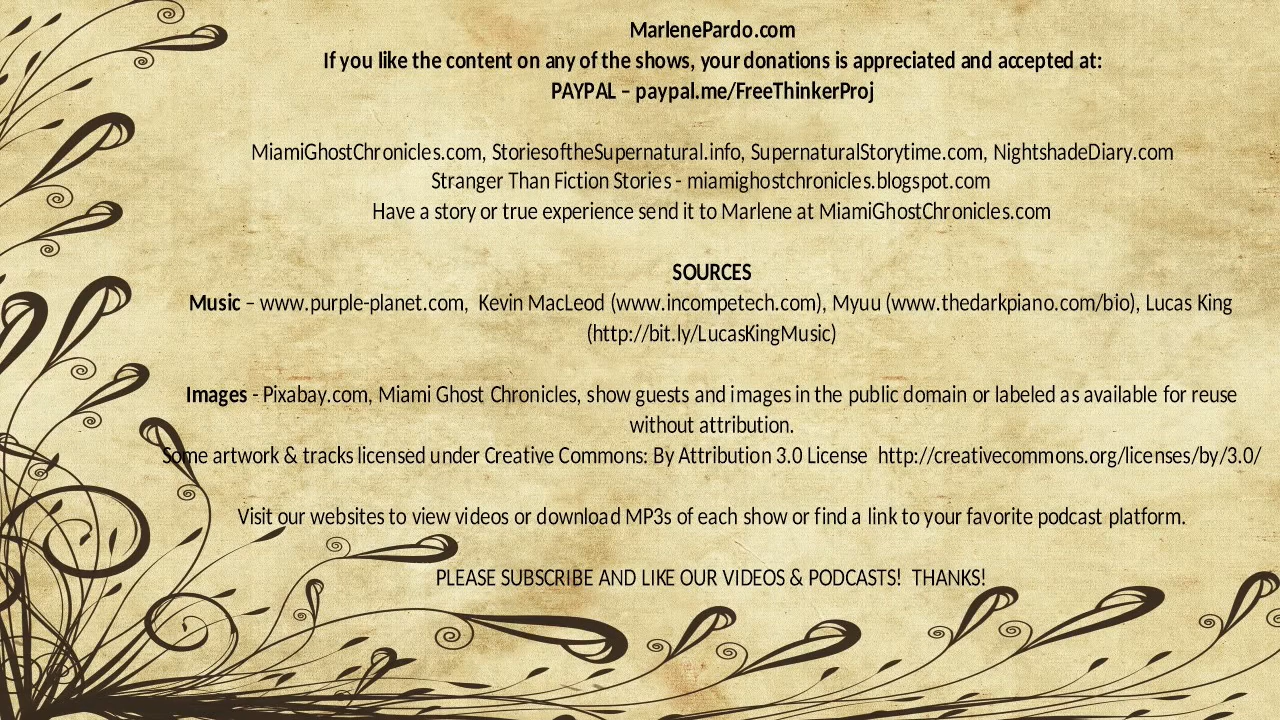 MarlenePardo.com
If you like the content on any of the shows, your donations is appreciated and accepted at:
PAYPAL – paypal.me/FreeThinkerProj
MiamiGhostChronicles.com, StoriesoftheSupernatural.info, SupernaturalStorytime.com, NightshadeDiary.com
Stranger Than Fiction Stories - miamighostchronicles.blogspot.com
Have a story or true experience send it to Marlene at MiamiGhostChronicles.com
SOURCES
Music – www.purple-planet.com,  Kevin MacLeod (www.incompetech.com), Myuu (www.thedarkpiano.com/bio), Lucas King
(http://bit.ly/LucasKingMusic)
Images - Pixabay.com, Miami Ghost Chronicles, show guests and images in the public domain or labeled as available for reuse
without attribution.
Some artwork & tracks licensed under Creative Commons: By Attribution 3.0 License  http://creativecommons.org/licenses/by/3.0/
Visit our websites to view videos or download MP3s of each show or find a link to your favorite podcast platform.
PLEASE SUBSCRIBE AND LIKE OUR VIDEOS & PODCASTS!  THANKS!